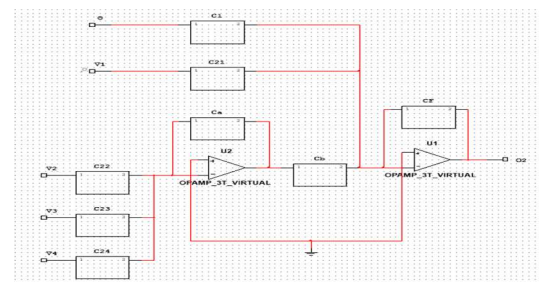 C1
C21
V1
Ca
Cf
U2
U1
V2
C22
Cb
O2
OPAMP_3T_VIRTUAL
OPAMP_3T_VIRTUAL
V3
C23
V4
C24